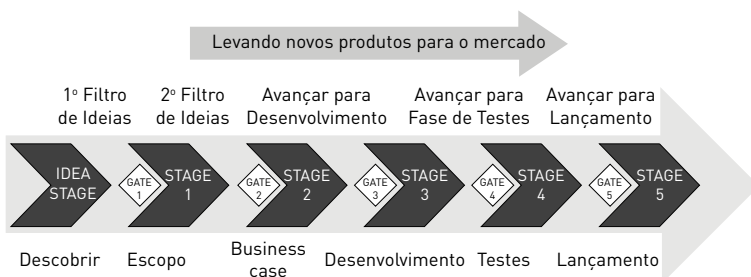 Levando novos produtos para o mercado
1º Filtro
de Ideias
2º Filtro
de Ideias
Avançar para
Desenvolvimento
Avançar para
Fase de Testes
Avançar para
Lançamento
IDEA
STAGE
GATE
1
STAGE
1
GATE
2
STAGE
2
GATE
3
STAGE
3
GATE
4
STAGE
4
GATE
5
STAGE
5
Descobrir
Escopo
Business
case
Desenvolvimento
Testes
Lançamento